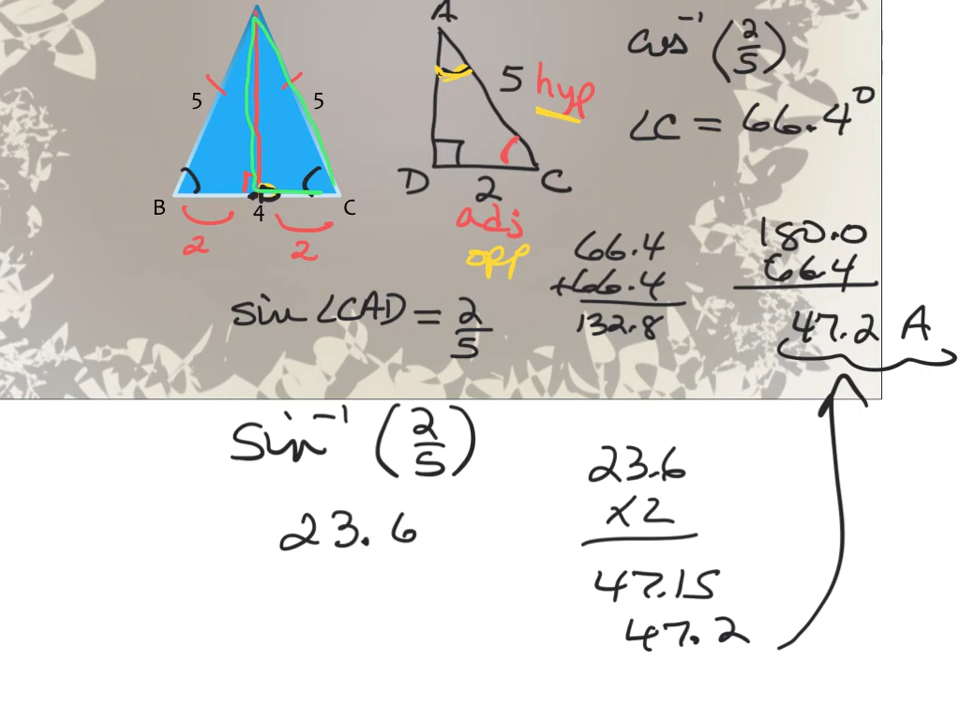 A
cos⁻¹ (2/5)
5
5
5 hyp
∠C = 66.4°
D
2
C
B
4
C
adj
2
2
opp
66.4
+66.4
132.8
180.0
66.4
47.2 A
sin ∠CAD = 2/5
sin⁻¹ (2/5)
23.6
23.6
×2
47.15
47.2